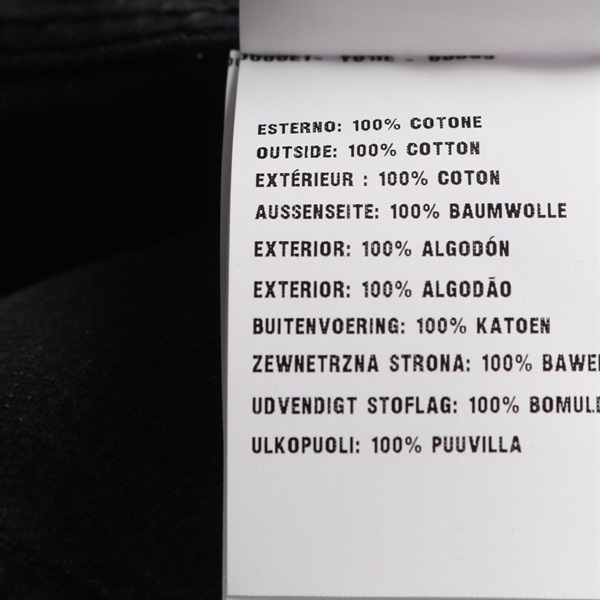 ESTERNO: 100% COTONE
OUTSIDE: 100% COTTON
EXTÉRIEUR : 100% COTON
AUSSENSEITE: 100% BAUMWOLLE
EXTERIOR: 100% ALGODÓN
EXTERIOR: 100% ALGODÃO
BUITENVOERING: 100% KATOEN
ZEWNETRZNA STRONA: 100%
UDVENDIGT STOFLAG: 100%
ULKOPUOLI: 100% PUUVILLA